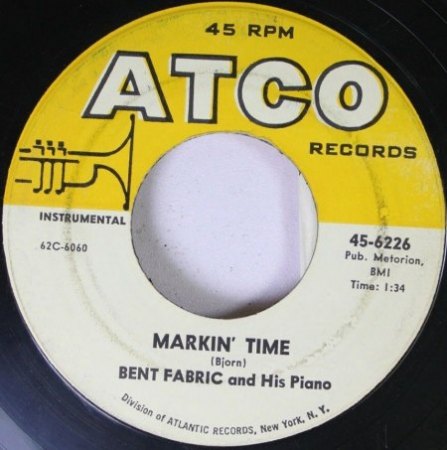 45 RPM
ATCO
RECORDS
INSTRUMENTAL
62C-6060
45-6226
Pub. Metorion,
BMI
Time: 1:34
MARKIN' TIME
(Bjorn)
BENT FABRIC and His Piano
Division of ATLANTIC RECORDS, New York, N. Y.